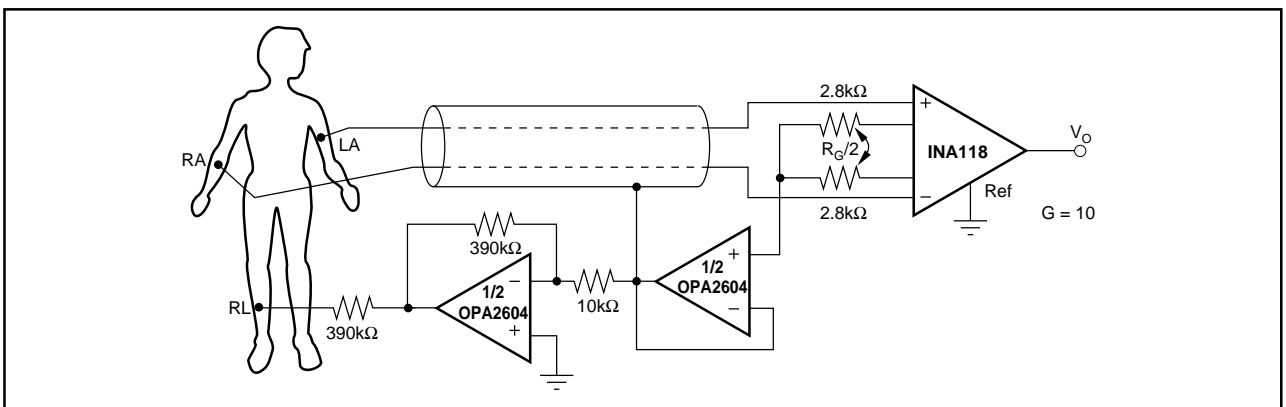 LA
RA
RL
390kΩ
390kΩ
–
1/2
OPA2604
+
10kΩ
+
1/2
OPA2604
–
2.8kΩ
R_G/2
2.8kΩ
+
INA118
–
Ref
V_O
G = 10